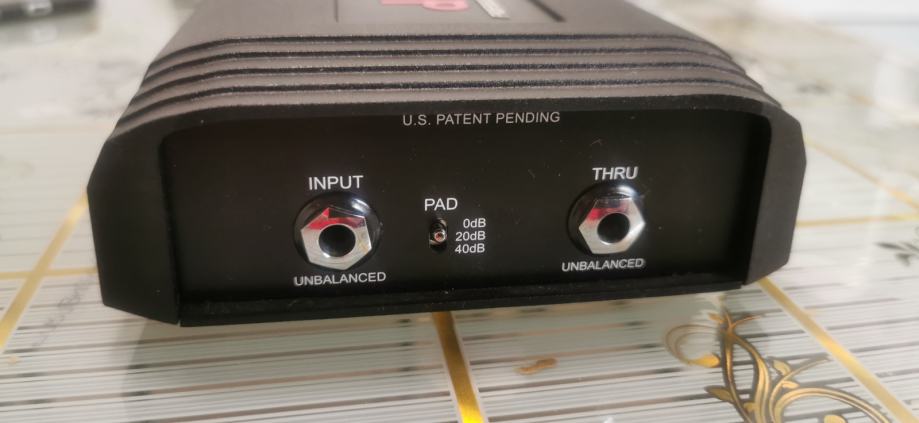 U.S. PATENT PENDING
INPUT
PAD
THRU
0dB
20dB
40dB
UNBALANCED
UNBALANCED